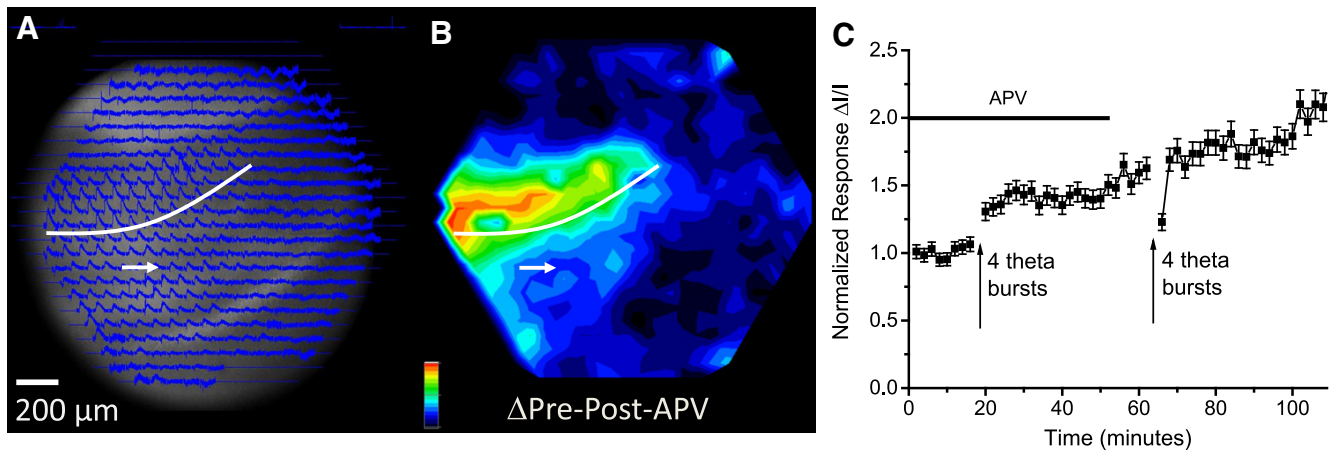 A
200 µm
B
ΔPre-Post-APV
C
Normalized Response ΔI/I
2.5
2.0
1.5
1.0
0.5
0.0
APV
4 theta
bursts
4 theta
bursts
0
20
40
60
80
100
Time (minutes)